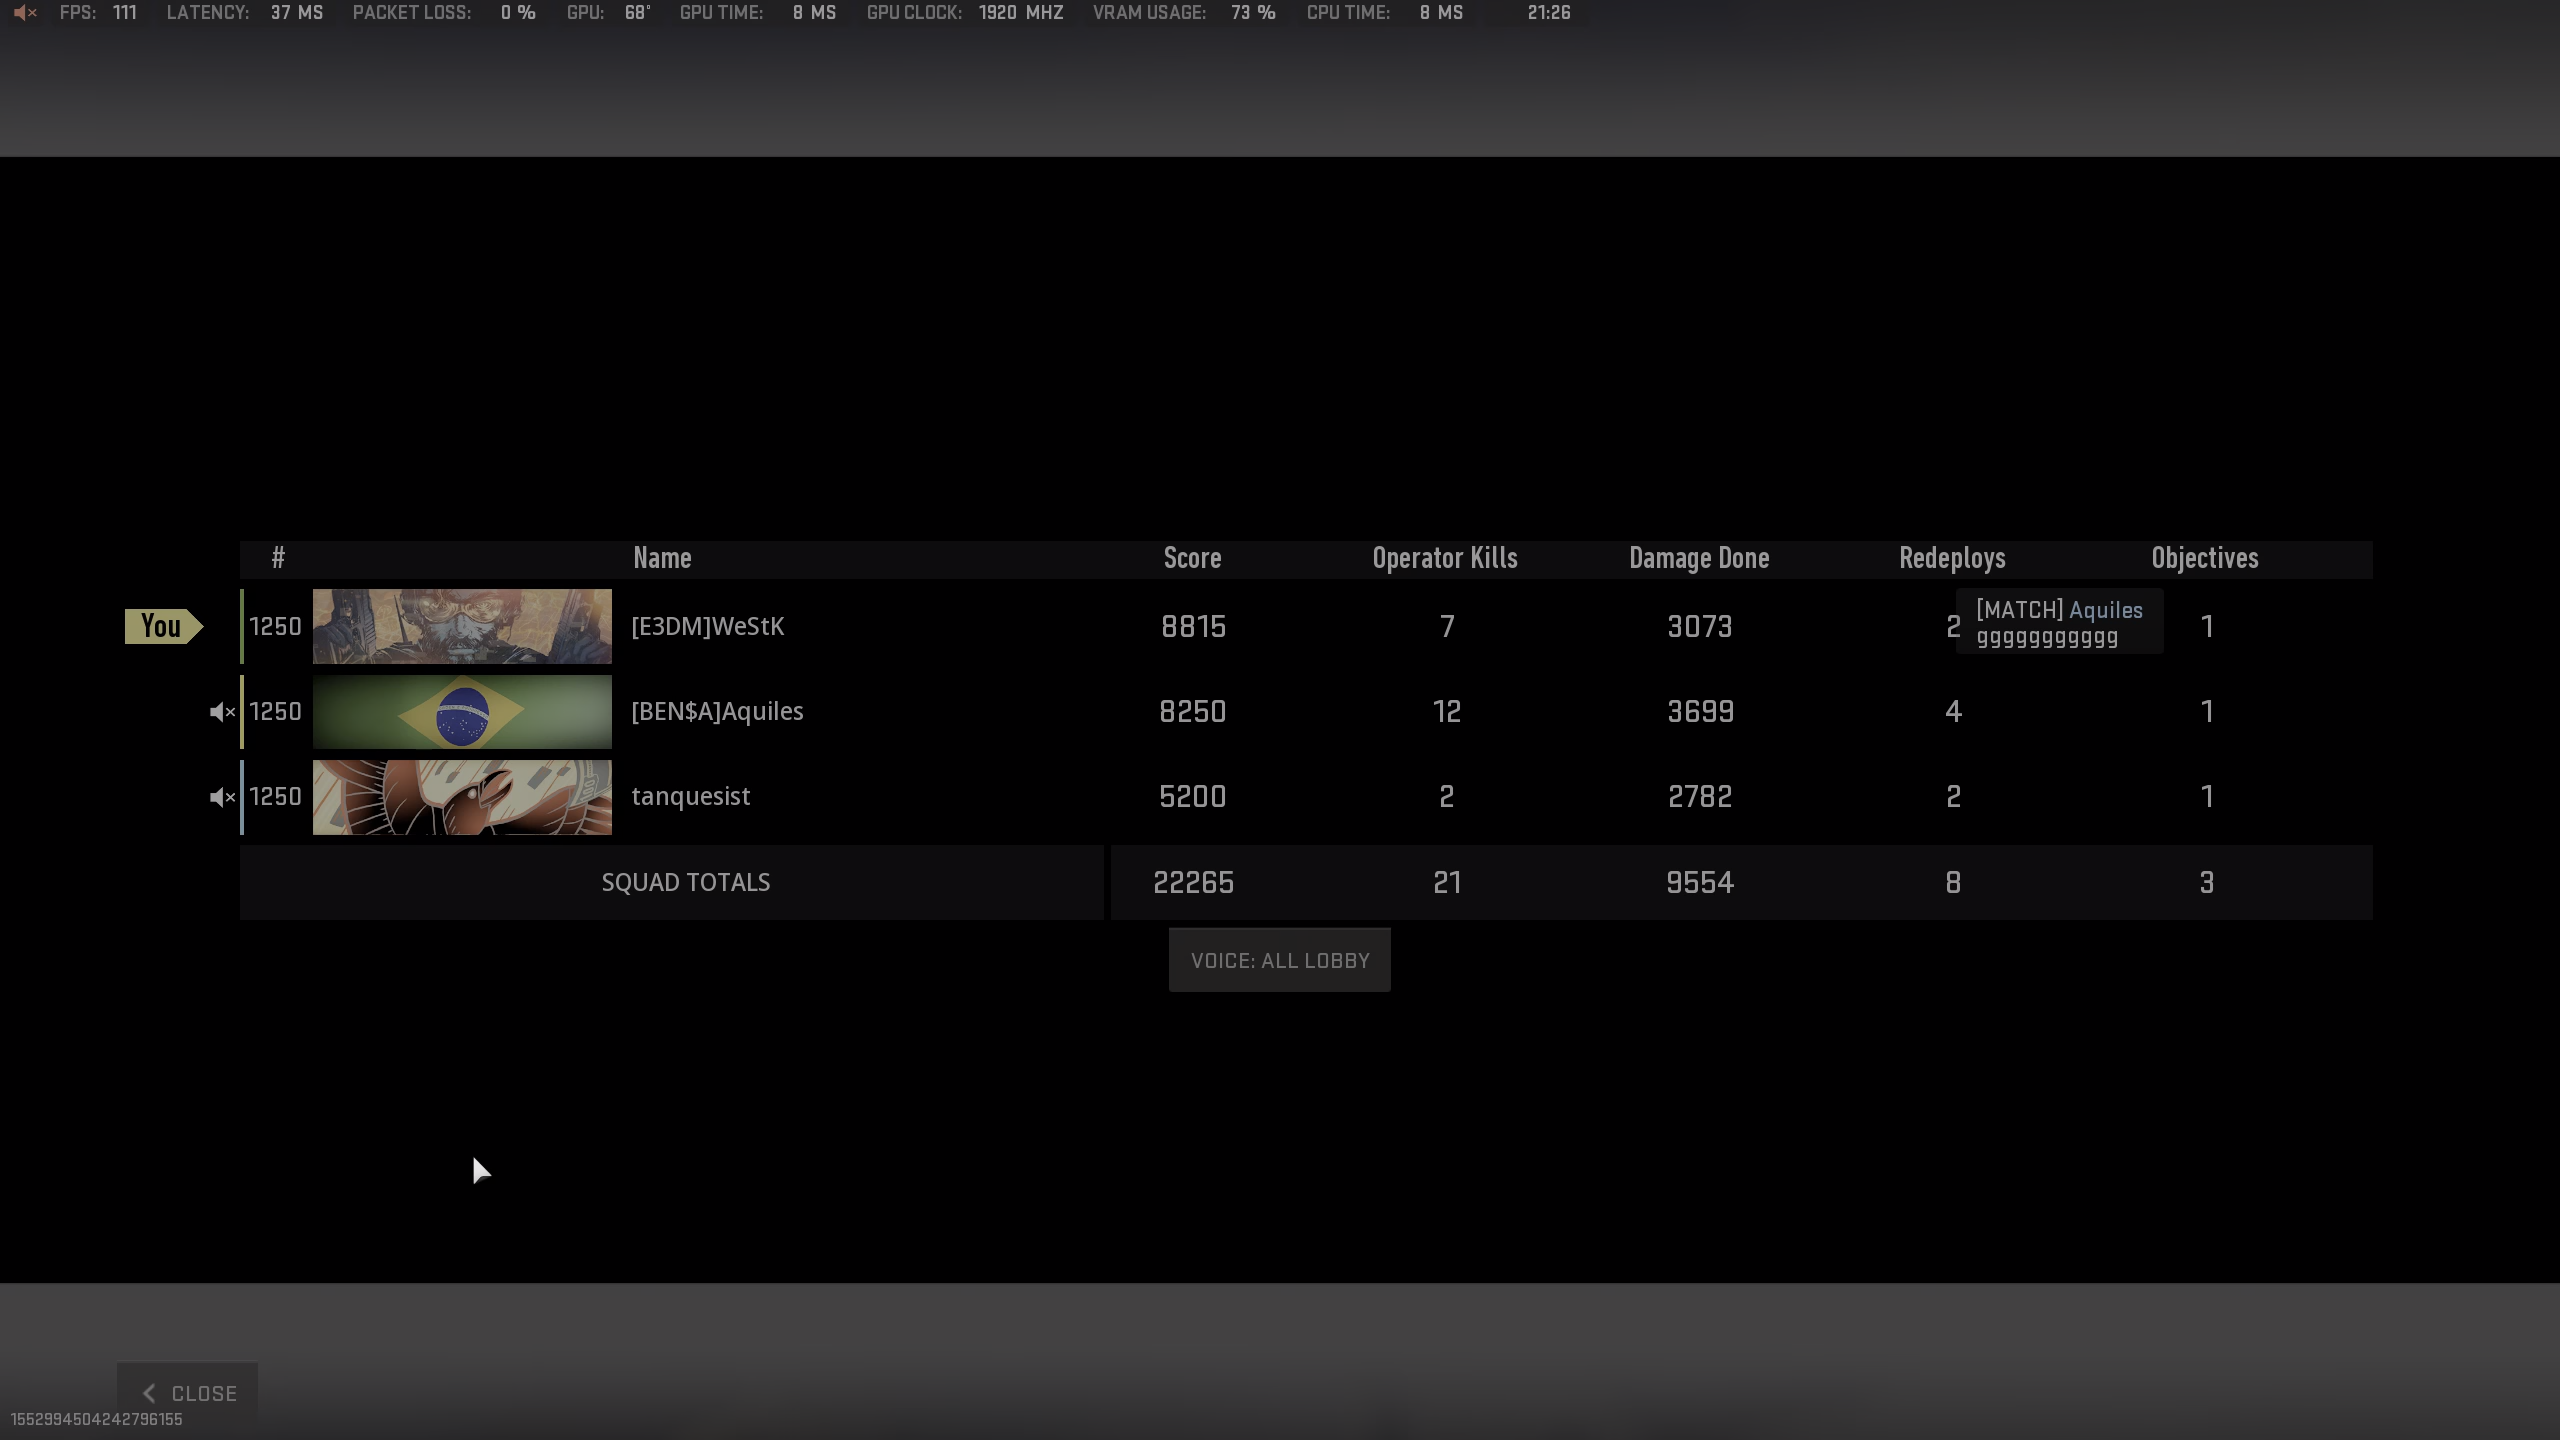 FPS: 111 LATENCY: 37 MS PACKET LOSS: 0 % GPU: 68° GPU TIME: 8 MS GPU CLOCK: 1920 MHZ VRAM USAGE: 73 % CPU TIME: 8 MS 21:26
# Name Score Operator Kills Damage Done Redeploys Objectives
You 1250 [E3DM]WeStK 8815 7 3073 2 1
[MATCH] Aquiles
ggggggggggg
1250 [BEN$A]Aquiles 8250 12 3699 4 1
1250 tanquesist 5200 2 2782 2 1
SQUAD TOTALS 22265 21 9554 8 3
VOICE: ALL LOBBY
CLOSE
1552994504242796155